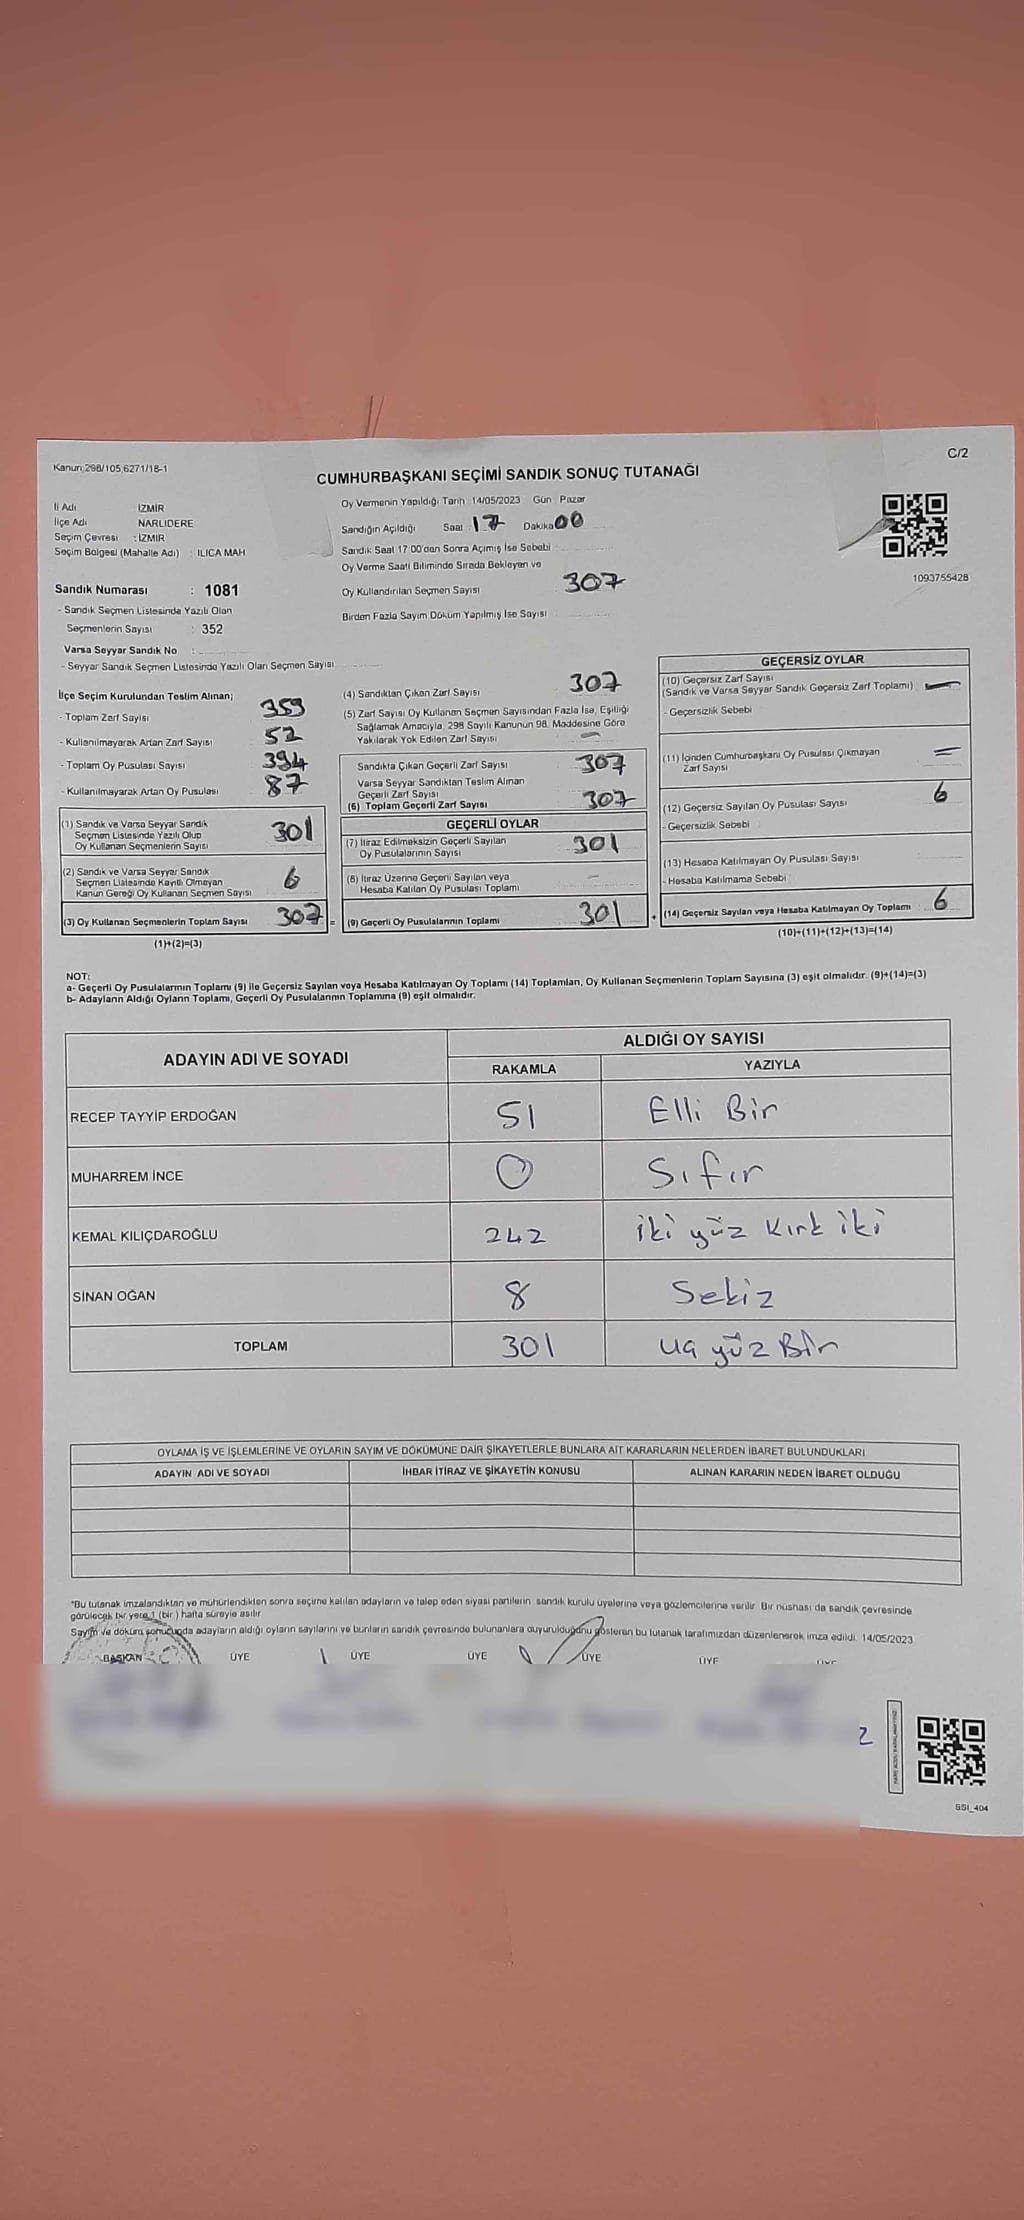 Kanun 298/105,6271/18-1
C/2
CUMHURBAŞKANI SEÇİMİ SANDIK SONUÇ TUTANAĞI
İl Adı İZMİR
İlçe Adı NARLIDERE
Seçim Çevresi : İZMİR
Seçim Bölgesi (Mahalle Adı) : ILICA MAH
Oy Vermenin Yapıldığı Tarih 14/05/2023 Gün Pazar
Sandığın Açıldığı Saat 17 Dakika 00
Sandık Saat 17:00'dan Sonra Açımış İse Sebebi
Oy Verme Saati Bitiminde Sırada Bekleyen ve
Oy Kullandırılan Seçmen Sayısı 307
Birden Fazla Sayım Döküm Yapılmış İse Sayısı
1093755428
Sandık Numarası : 1081
- Sandık Seçmen Listesinde Yazılı Olan
Seçmenlerin Sayısı : 352
Varsa Seyyar Sandık No :
- Seyyar Sandık Seçmen Listesinde Yazılı Olan Seçmen Sayısı
İlçe Seçim Kurulundan Teslim Alınan;
- Toplam Zarf Sayısı 359
- Kullanılmayarak Artan Zarf Sayısı 52
- Toplam Oy Pusulası Sayısı 394
- Kullanılmayarak Artan Oy Pusulası 87
(1) Sandık ve Varsa Seyyar Sandık
Seçmen Listesinde Yazılı Olup
Oy Kullanan Seçmenlerin Sayısı 301
(2) Sandık ve Varsa Seyyar Sandık
Seçmen Listesinde Kayıtlı Olmayan
Kanun Gereği Oy Kullanan Seçmen Sayısı 6
(3) Oy Kullanan Seçmenlerin Toplam Sayısı 307 =
(1)+(2)=(3)
(4) Sandıktan Çıkan Zarf Sayısı 307
(5) Zarf Sayısı Oy Kullanan Seçmen Sayısından Fazla İse, Eşitliği
Sağlamak Amacıyla, 298 Sayılı Kanunun 98. Maddesine Göre
Yakılarak Yok Edilen Zarf Sayısı —
Sandıkta Çıkan Geçerli Zarf Sayısı 307
Varsa Seyyar Sandıktan Teslim Alınan
Geçerli Zarf Sayısı
(6) Toplam Geçerli Zarf Sayısı 307
GEÇERLİ OYLAR
(7) İtiraz Edilmeksizin Geçerli Sayılan
Oy Pusulalarının Sayısı 301
(8) İtiraz Üzerine Geçerli Sayılan veya
Hesaba Katılan Oy Pusulası Toplamı —
(9) Geçerli Oy Pusulalarının Toplamı 301 +
GEÇERSİZ OYLAR
(10) Geçersiz Zarf Sayısı
(Sandık ve Varsa Seyyar Sandık Geçersiz Zarf Toplamı) —
- Geçersizlik Sebebi
(11) İçinden Cumhurbaşkanı Oy Pusulası Çıkmayan
Zarf Sayısı =
(12) Geçersiz Sayılan Oy Pusulası Sayısı 6
- Geçersizlik Sebebi
(13) Hesaba Katılmayan Oy Pusulası Sayısı
- Hesaba Katılmama Sebebi
(14) Geçersiz Sayılan veya Hesaba Katılmayan Oy Toplamı 6
(10)+(11)+(12)+(13)=(14)
NOT:
a- Geçerli Oy Pusulalarının Toplamı (9) ile Geçersiz Sayılan veya Hesaba Katılmayan Oy Toplamı (14) Toplamları, Oy Kullanan Seçmenlerin Toplam Sayısına (3) eşit olmalıdır. (9)+(14)=(3)
b- Adayların Aldığı Oyların Toplamı, Geçerli Oy Pusulalarının Toplamına (9) eşit olmalıdır.
ADAYIN ADI VE SOYADI
ALDIĞI OY SAYISI
RAKAMLA YAZIYLA
RECEP TAYYİP ERDOĞAN 51 Elli Bir
MUHARREM İNCE 0 Sıfır
KEMAL KILIÇDAROĞLU 242 iki yüz kırk iki
SİNAN OĞAN 8 Sekiz
TOPLAM 301 üç yüz Bir
OYLAMA İŞ VE İŞLEMLERİNE VE OYLARIN SAYIM VE DÖKÜMÜNE DAİR ŞİKAYETLERLE BUNLARA AİT KARARLARIN NELERDEN İBARET BULUNDUKLARI
ADAYIN ADI VE SOYADI İHBAR İTİRAZ VE ŞİKAYETİN KONUSU ALINAN KARARIN NEDEN İBARET OLDUĞU
*Bu tutanak imzalandıktan ve mühürlendikten sonra seçime katılan adayların ve talep eden siyasi partilerin sandık kurulu üyelerine veya gözlemcilerine verilir. Bir nüshası da sandık çevresinde
görülecek bir yere 1 (bir) hafta süreyle asılır
Sayım ve döküm sonucunda adayların aldığı oyların sayılarını ve bunların sandık çevresinde bulunanlara duyurulduğunu gösteren bu tutanak tarafımızdan düzenlenerek imza edildi. 14/05/2023
BAŞKAN ÜYE ÜYE ÜYE ÜYE ÜYE ÜYE
SSI_404